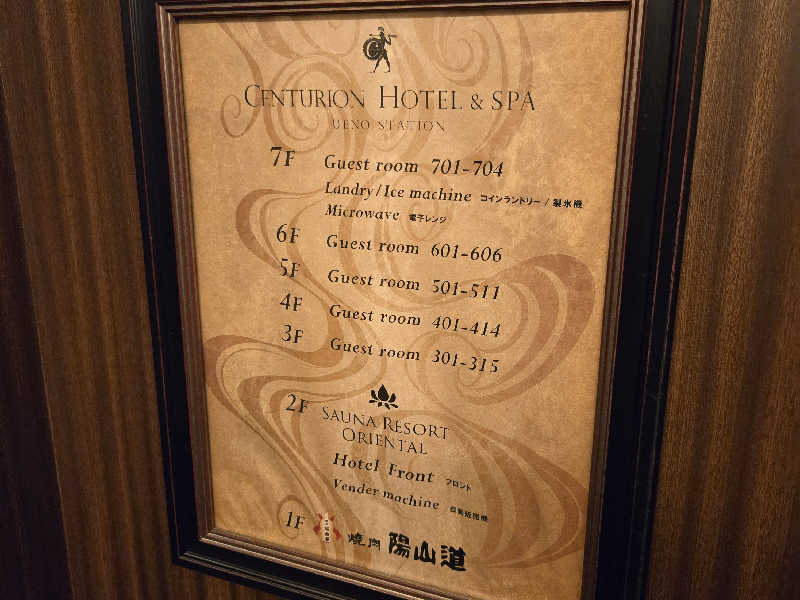 CENTURION HOTEL & SPA
UENO STATION
7F Guest room 701-704
Landry/Ice machine コインランドリー / 製氷機
Microwave 電子レンジ
6F Guest room 601-606
5F Guest room 501-511
4F Guest room 401-414
3F Guest room 301-315
2F SAUNA RESORT
ORIENTAL
Hotel Front フロント
Vender machine 自動販売機
1F 焼肉 陽山道